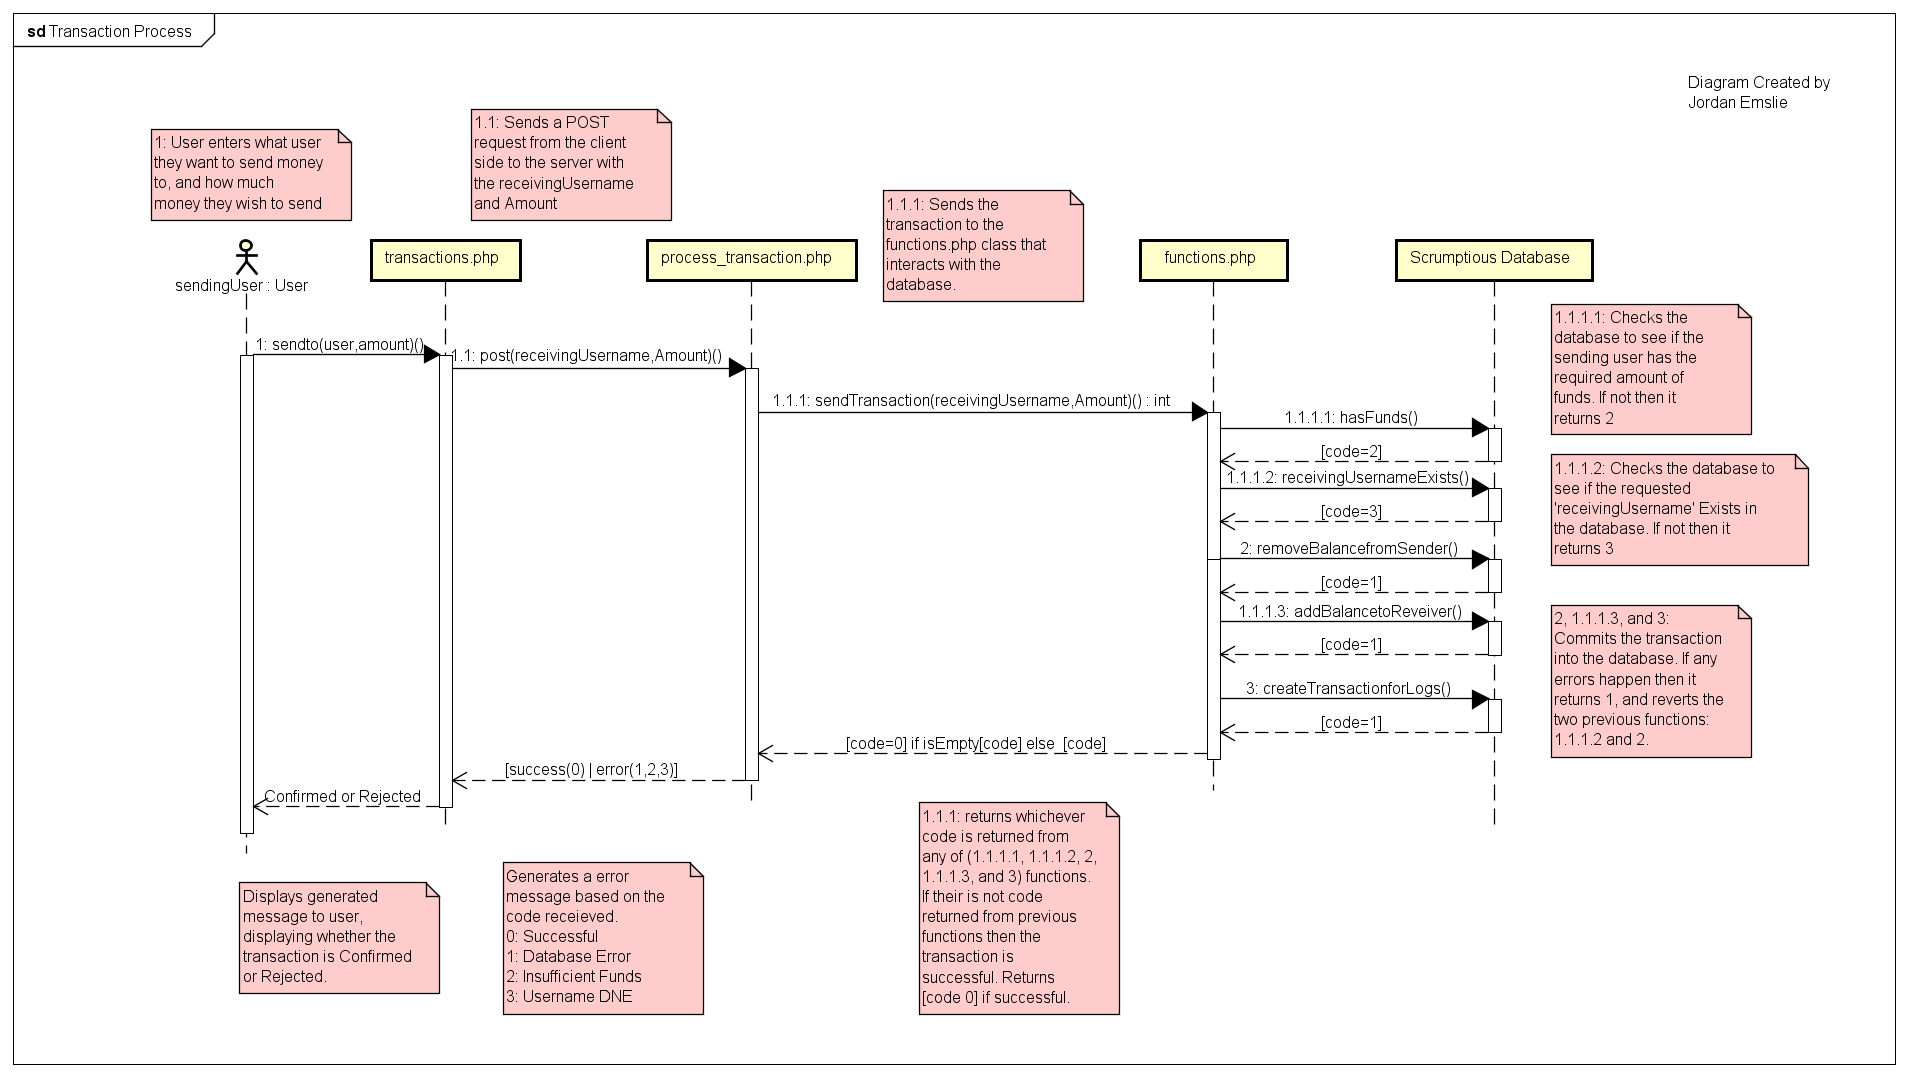 sd Transaction Process
Diagram Created by
Jordan Emslie
1: User enters what user
they want to send money
to, and how much
money they wish to send
1.1: Sends a POST
request from the client
side to the server with
the receivingUsername
and Amount
1.1.1: Sends the
transaction to the
functions.php class that
interacts with the
database.
sendingUser : User
transactions.php
process_transaction.php
functions.php
Scrumptious Database
1.1.1.1: Checks the
database to see if the
sending user has the
required amount of
funds. If not then it
returns 2
1: sendto(user,amount)()
1.1: post(receivingUsername,Amount)()
1.1.1: sendTransaction(receivingUsername,Amount)() : int
1.1.1.1: hasFunds()
[code=2]
1.1.1.2: receivingUsernameExists()
[code=3]
1.1.1.2: Checks the database to
see if the requested
'receivingUsername' Exists in
the database. If not then it
returns 3
2: removeBalancefromSender()
[code=1]
1.1.1.3: addBalancetoReveiver()
[code=1]
3: createTransactionforLogs()
[code=1]
2, 1.1.1.3, and 3:
Commits the transaction
into the database. If any
errors happen then it
returns 1, and reverts the
two previous functions:
1.1.1.2 and 2.
[code=0] if isEmpty[code] else [code]
[success(0) | error(1,2,3)]
Confirmed or Rejected
Displays generated
message to user,
displaying whether the
transaction is Confirmed
or Rejected.
Generates a error
message based on the
code receieved.
0: Successful
1: Database Error
2: Insufficient Funds
3: Username DNE
1.1.1: returns whichever
code is returned from
any of (1.1.1.1, 1.1.1.2, 2,
1.1.1.3, and 3) functions.
If their is not code
returned from previous
functions then the
transaction is
successful. Returns
[code 0] if successful.